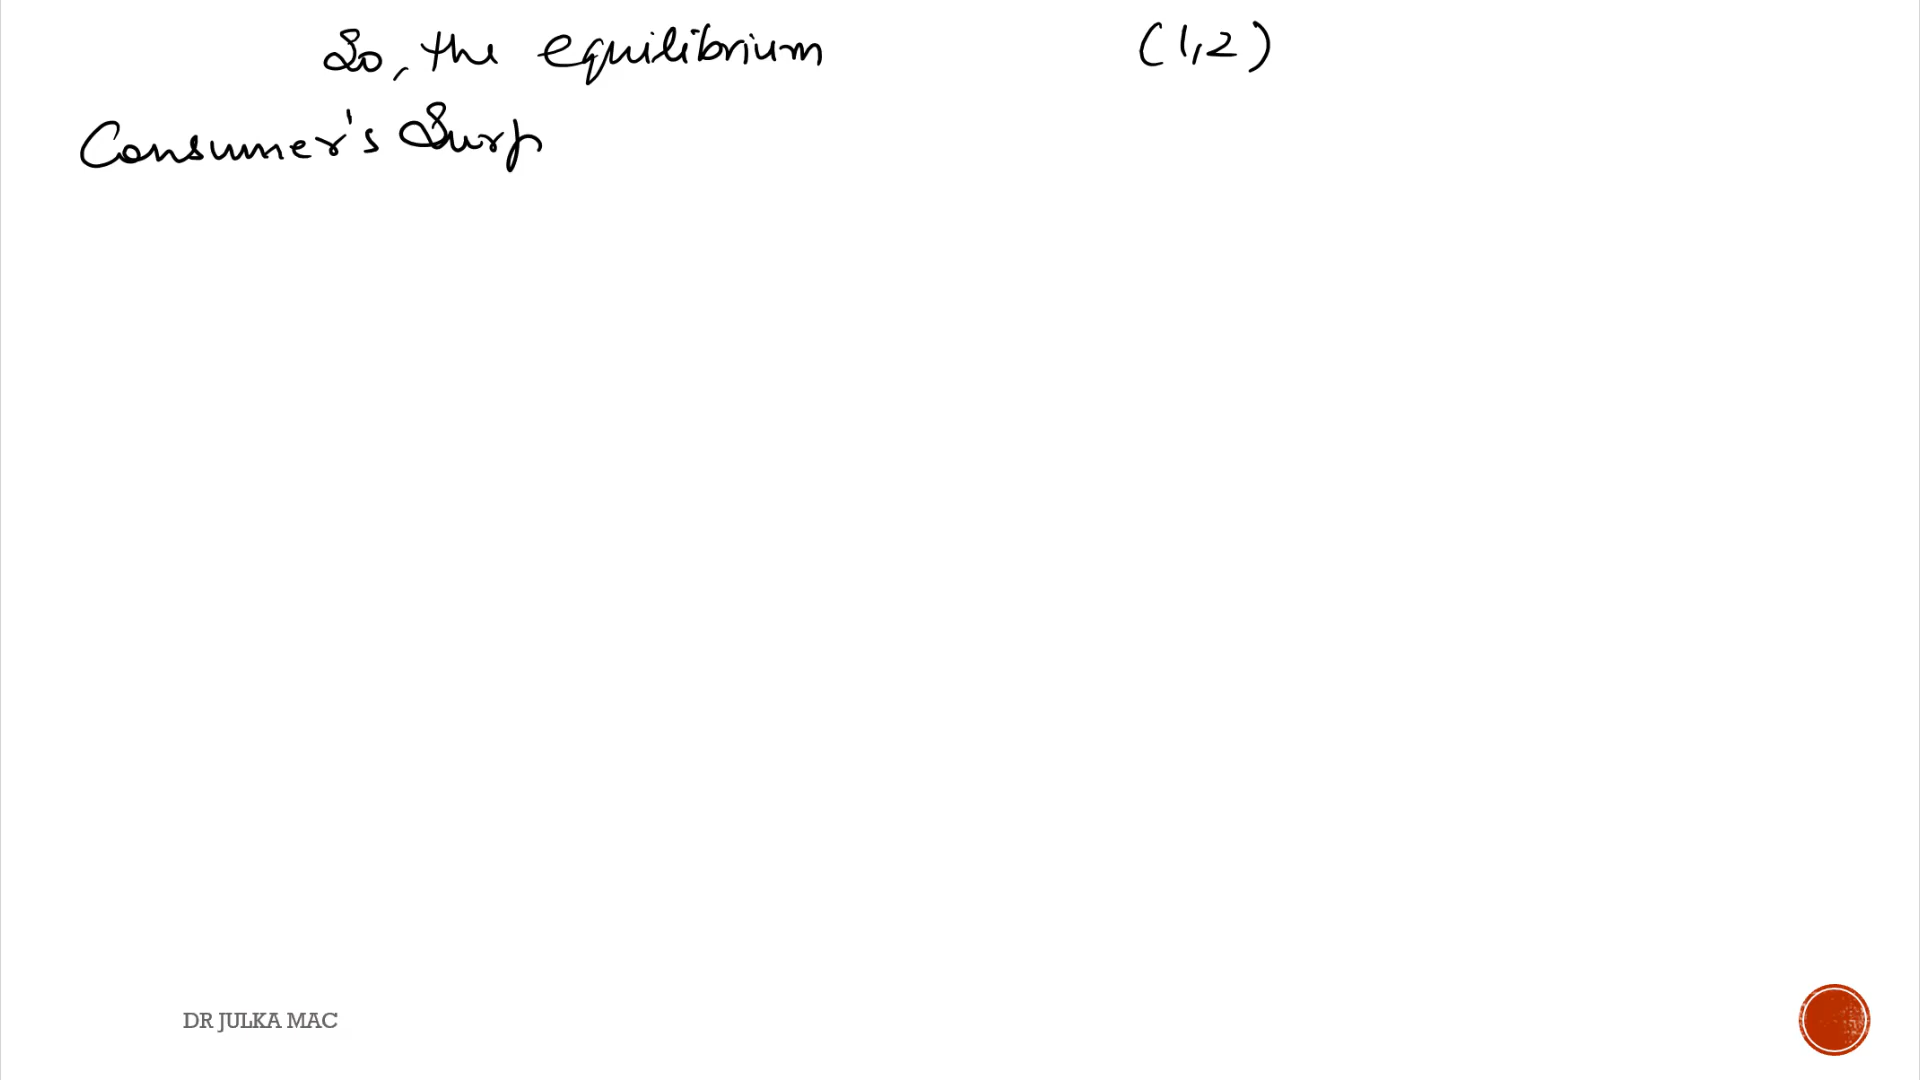 So, the equilibrium (1,2)
Consumer's Surp
DR JULKA MAC